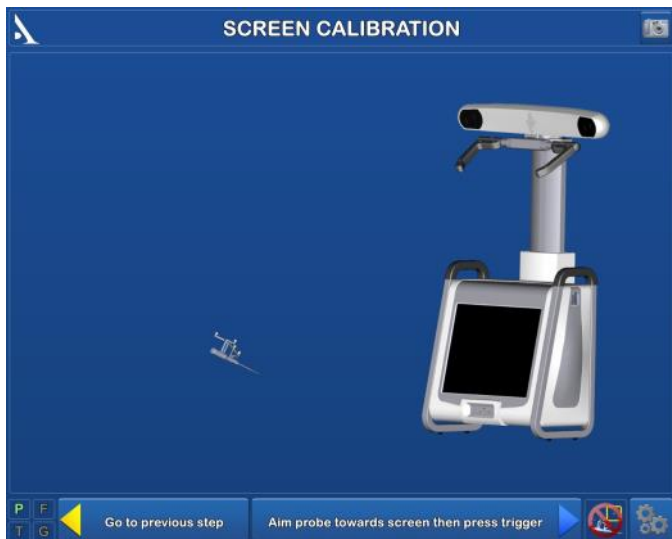 SCREEN CALIBRATION
P F
Go to previous step
Aim probe towards screen then press trigger
T G